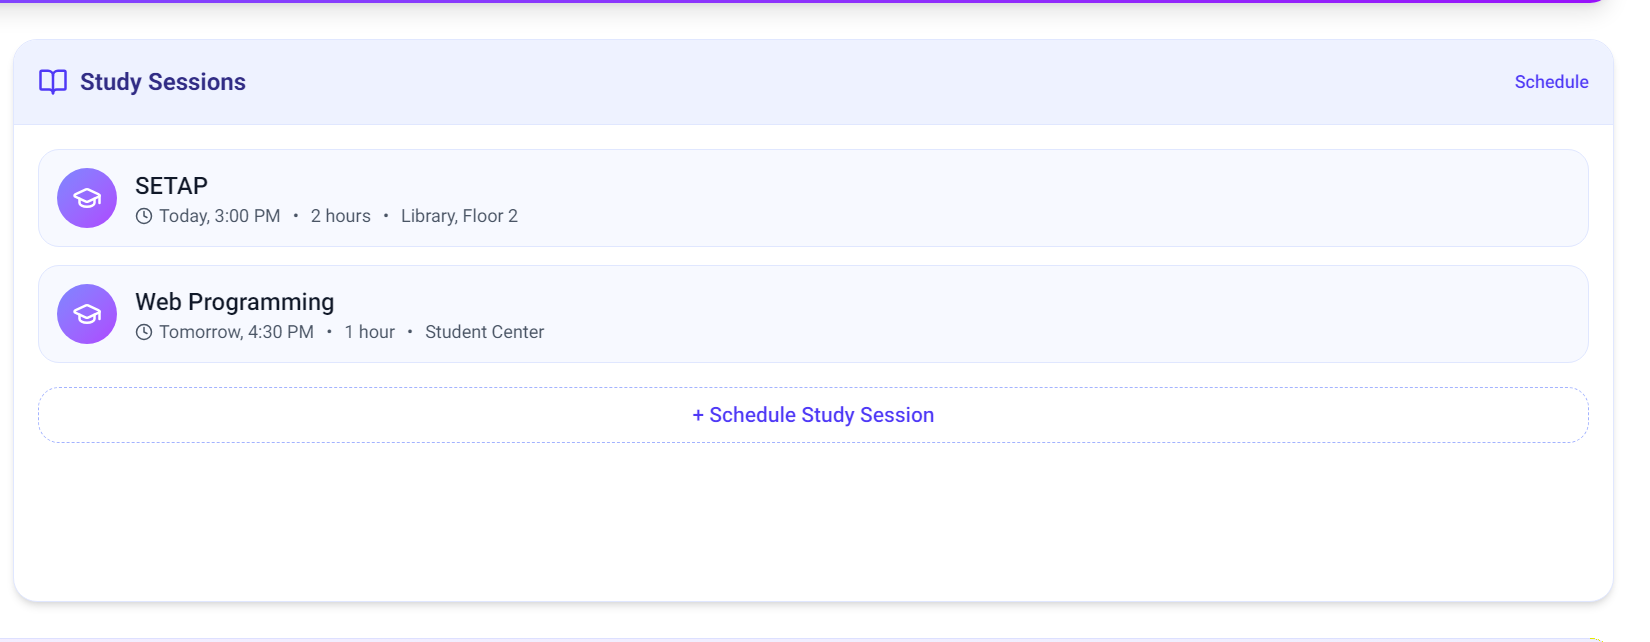 Study Sessions
Schedule
SETAP
Today, 3:00 PM • 2 hours • Library, Floor 2
Web Programming
Tomorrow, 4:30 PM • 1 hour • Student Center
+ Schedule Study Session